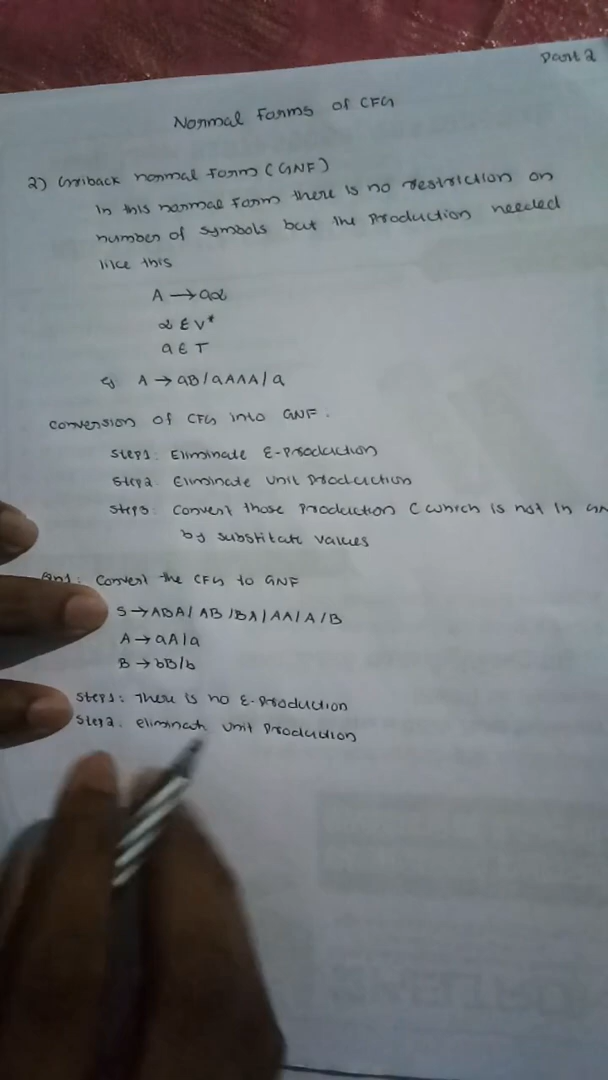 Part 2
Normal Forms of CFG
2) Griback normal Form (GNF)
In this normal Form there is no restriction on
number of symbols but the production needed
like this
A → aα
α ∈ V*
a ∈ T
eg A → aB/aAAA/a
Conversion of CFG into GNF.
Step1: Eliminate ε-Production
Step2: Eliminate unit production
Step3: Convert those production (which is not in GN
by substitute values
Qn1: Convert the CFG to GNF
S → ABA/AB/BA/AA/A/B
A → aA/a
B → bB/b
Step1: There is no ε-Production
Step2: eliminate unit production